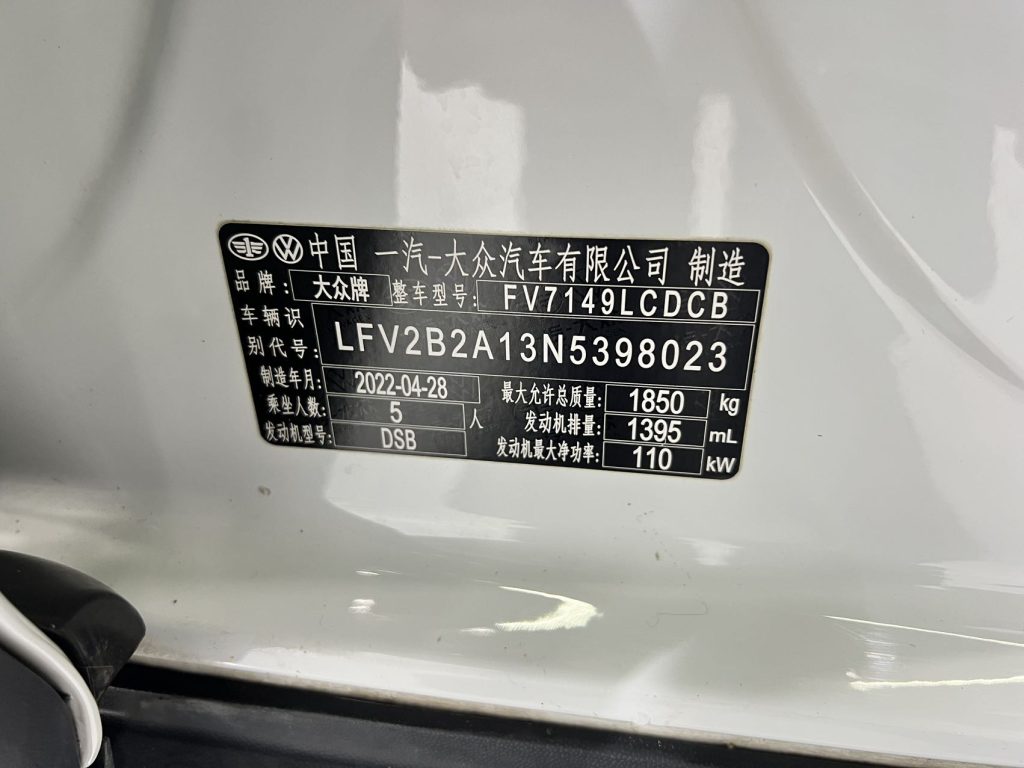 中国 一汽-大众汽车有限公司 制造
品牌: 大众牌 整车型号: FV7149LCDCB
车辆识别代号: LFV2B2A13N5398023
制造年月: 2022-04-28 最大允许总质量: 1850 kg
乘坐人数: 5 人 发动机排量: 1395 mL
发动机型号: DSB 发动机最大净功率: 110 kW